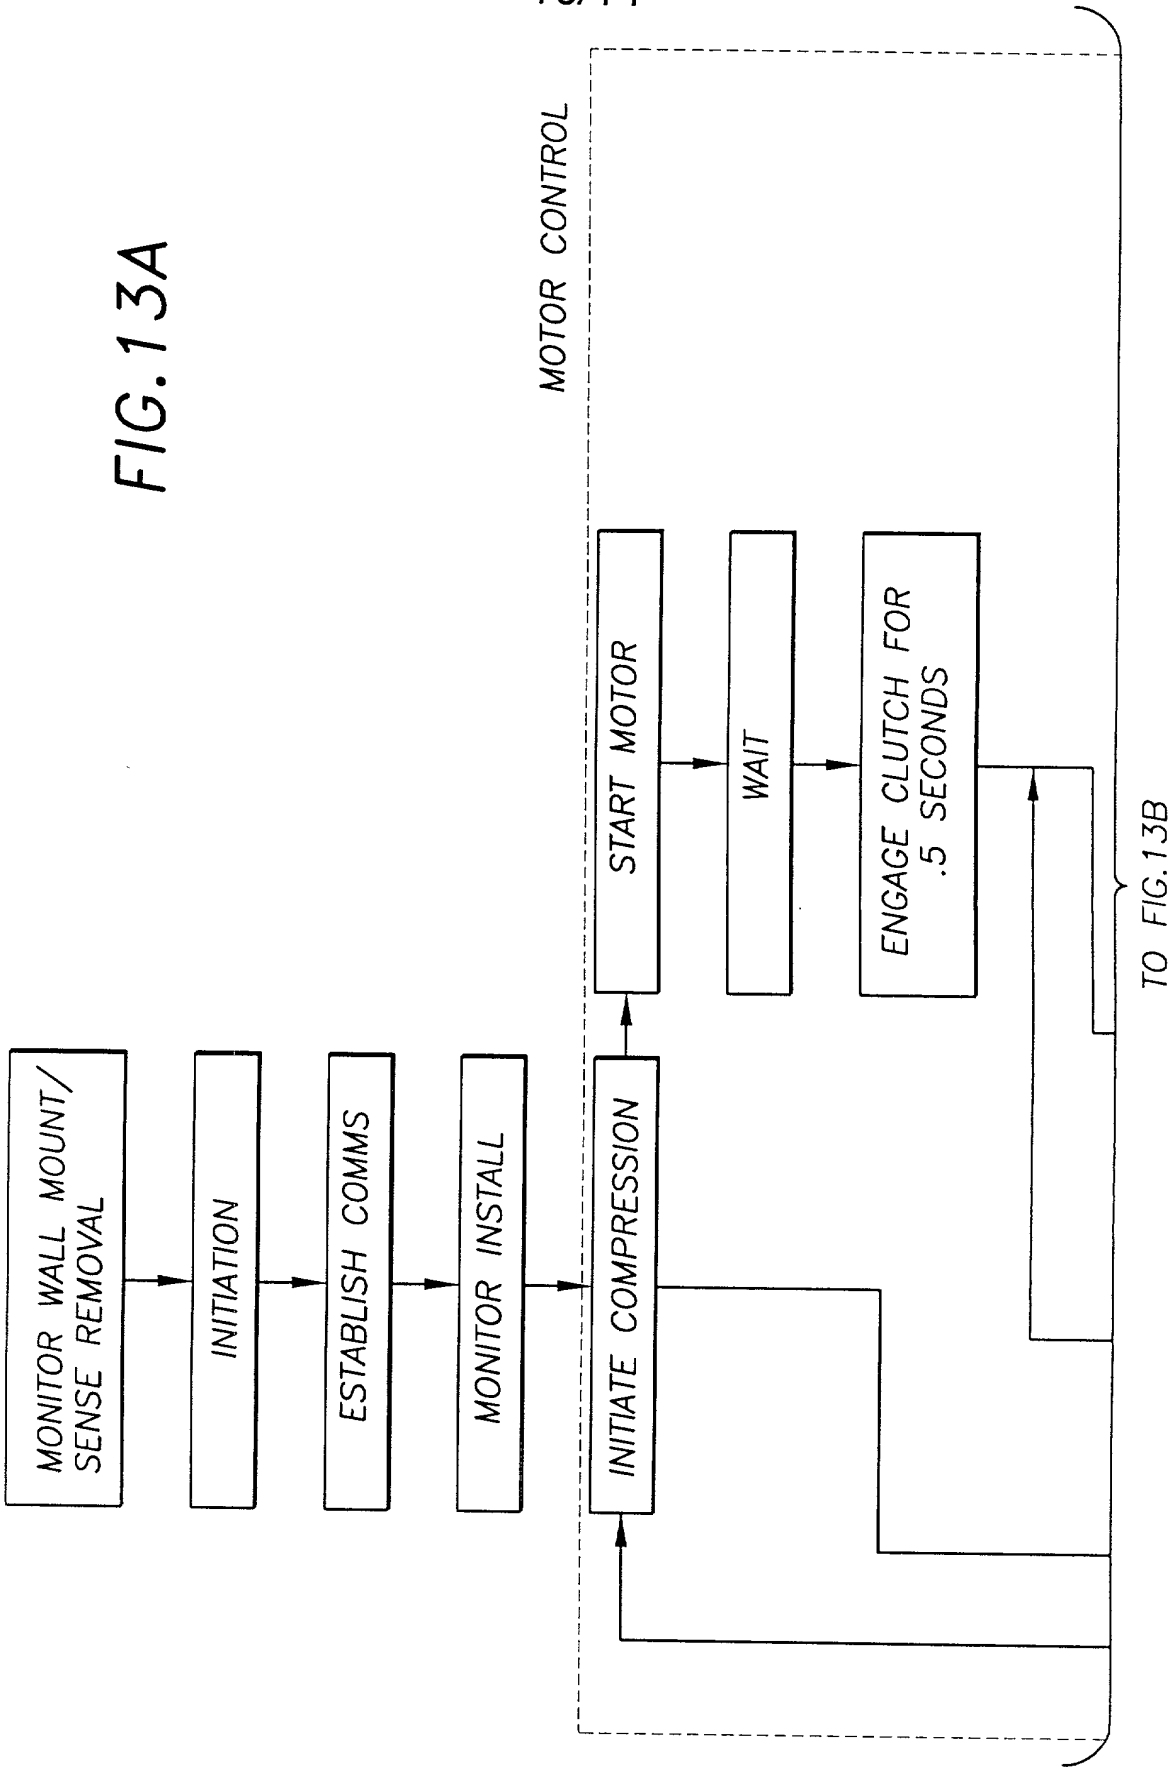 FIG.13A
MONITOR WALL MOUNT/
SENSE REMOVAL
INITIATION
ESTABLISH COMMS
MONITOR INSTALL
MOTOR CONTROL
INITIATE COMPRESSION
START MOTOR
WAIT
ENGAGE CLUTCH FOR
.5 SECONDS
TO FIG.13B